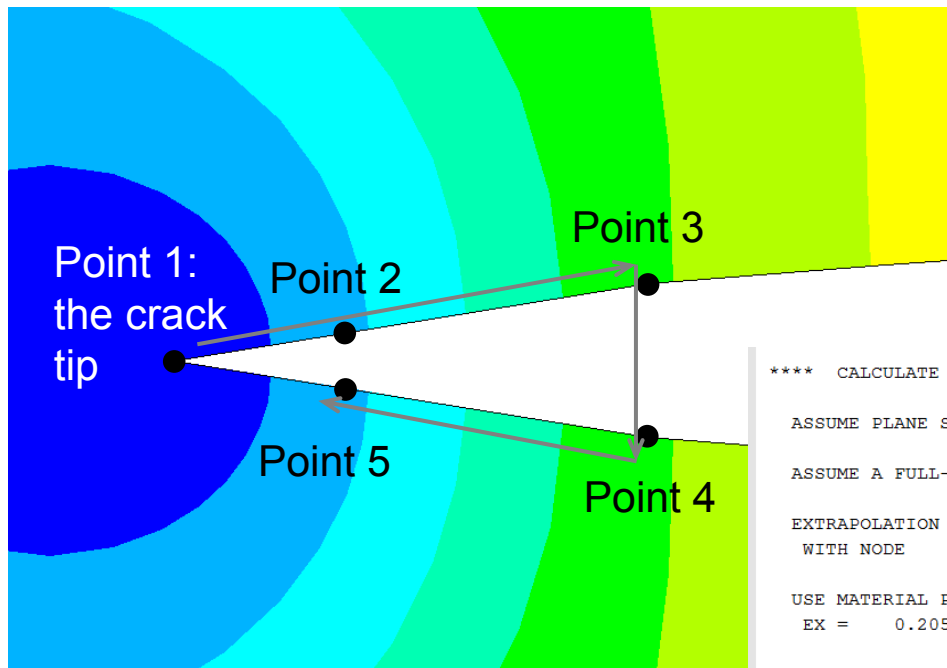 Point 3
Point 1:
the crack
tip
Point 2
Point 5
Point 4
**** CALCULATE
ASSUME PLANE S
ASSUME A FULL-
EXTRAPOLATION
WITH NODE
USE MATERIAL P
EX = 0.205